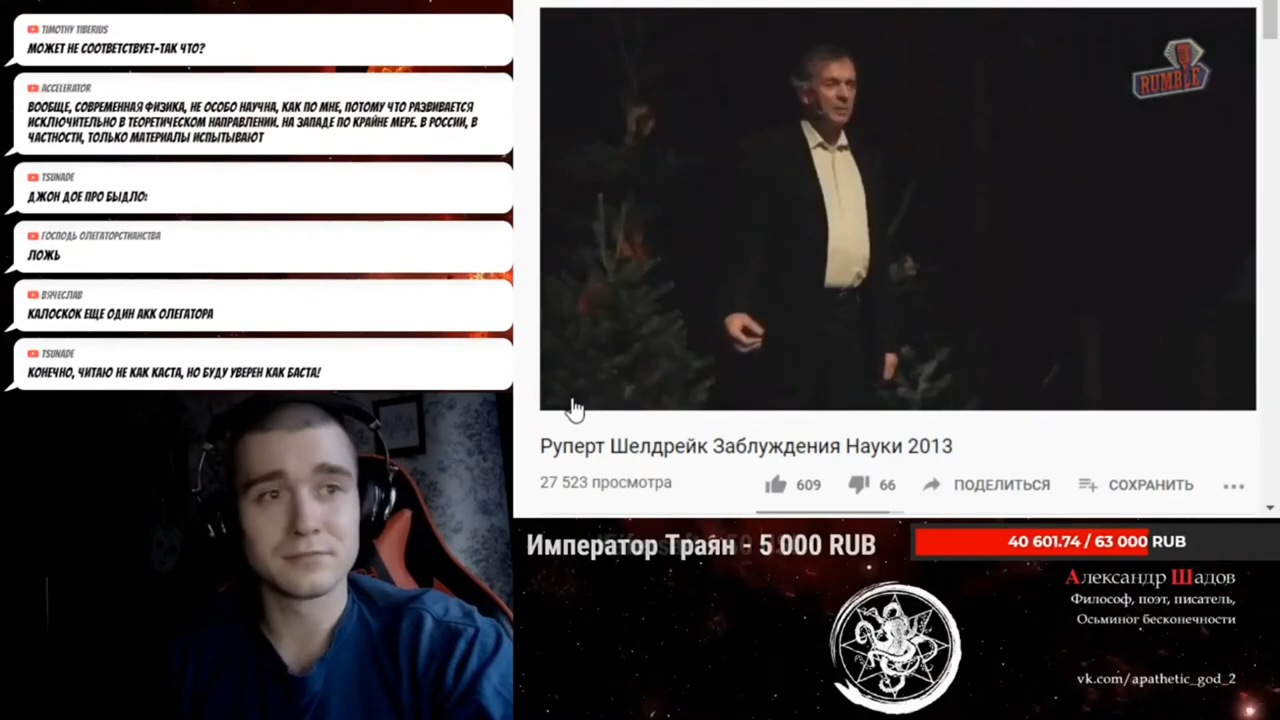 TIMOTHY TIBERIUS
МОЖЕТ НЕ СООТВЕТСТВУЕТ-ТАК ЧТО?
ACCELERATOR
ВООБЩЕ, СОВРЕМЕННАЯ ФИЗИКА, НЕ ОСОБО НАУЧНА, КАК ПО МНЕ, ПОТОМУ ЧТО РАЗВИВАЕТСЯ
ИСКЛЮЧИТЕЛЬНО В ТЕОРЕТИЧЕСКОМ НАПРАВЛЕНИИ. НА ЗАПАДЕ ПО КРАЙНЕ МЕРЕ. В РОССИИ, В
ЧАСТНОСТИ, ТОЛЬКО МАТЕРИАЛЫ ИСПЫТЫВАЮТ
TSUNADE
ДЖОН ДОЕ ПРО БЫДЛО:
ГОСПОДЬ ОЛЕГАТОРСТИАНСТВА
ЛОЖЬ
ВЯЧЕСЛАВ
КАЛОСКОК ЕЩЕ ОДИН АКК ОЛЕГАТОРА
TSUNADE
КОНЕЧНО, ЧИТАЮ НЕ КАК КАСТА, НО БУДУ УВЕРЕН КАК БАСТА!
RUMBLE
Руперт Шелдрейк Заблуждения Науки 2013
27 523 просмотра
609
66
ПОДЕЛИТЬСЯ
СОХРАНИТЬ
Император Траян - 5 000 RUB
40 601.74 / 63 000 RUB
Александр Шадов
Философ, поэт, писатель,
Осьминог бесконечности
vk.com/apathetic_god_2